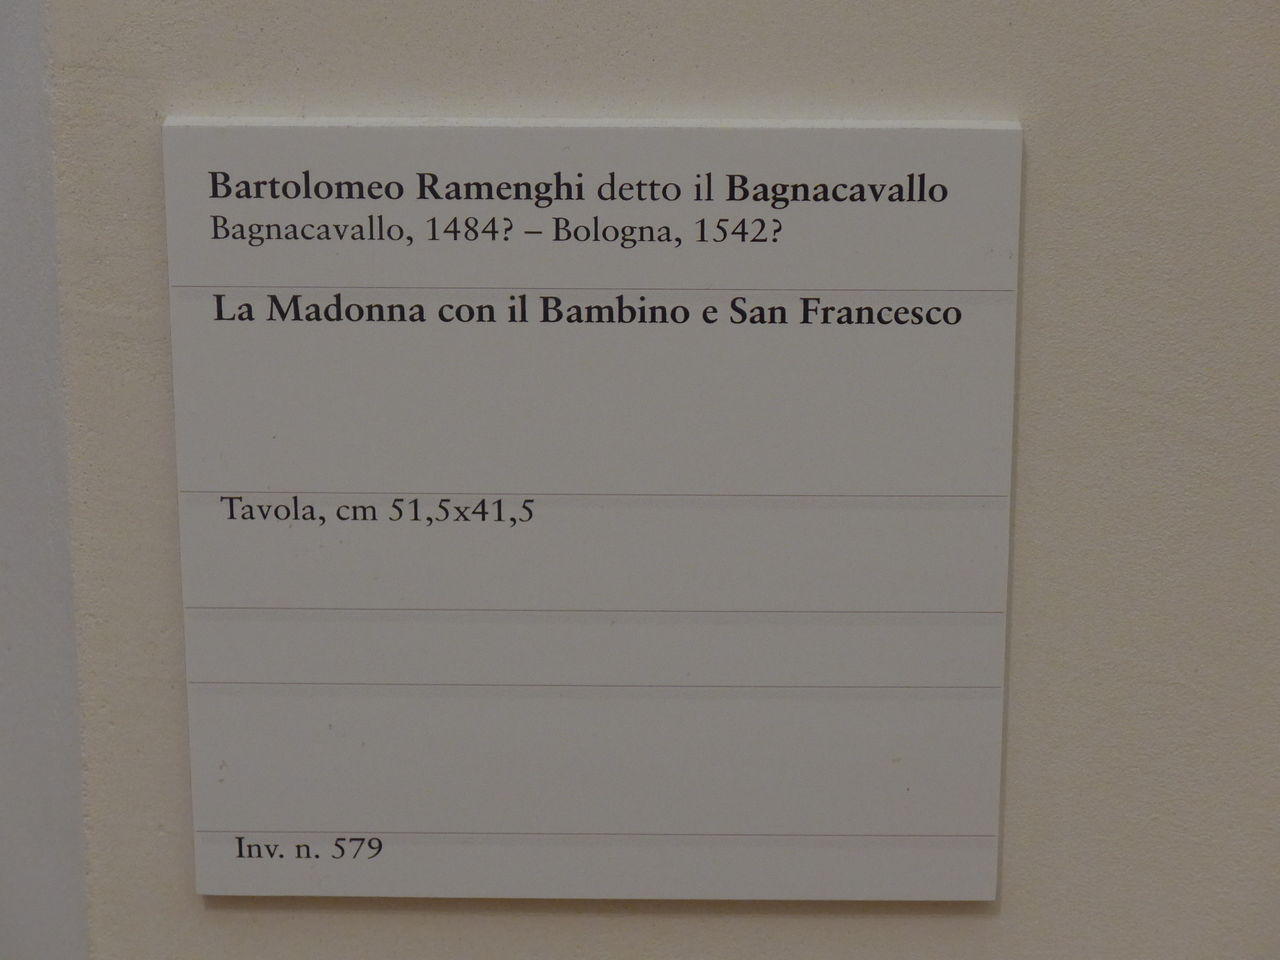 Bartolomeo Ramenghi detto il Bagnacavallo
Bagnacavallo, 1484? – Bologna, 1542?
La Madonna con il Bambino e San Francesco
Tavola, cm 51,5x41,5
Inv. n. 579